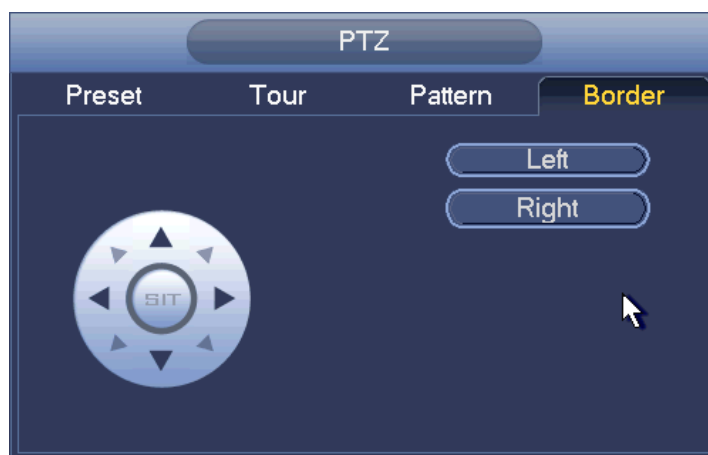 PTZ
Preset Tour Pattern Border
Left
Right
SIT